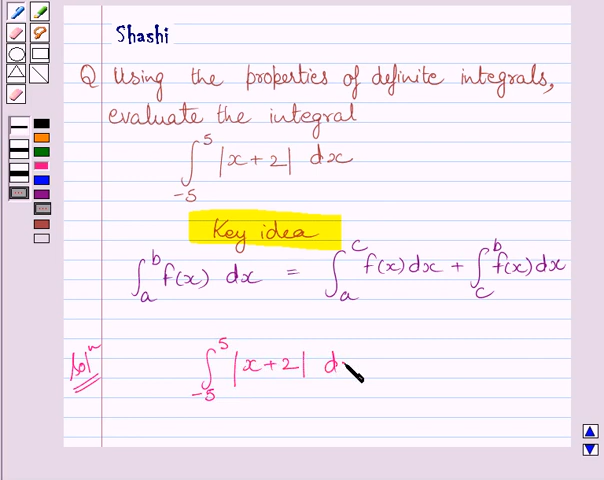 Shashi
Q Using the properties of definite integrals,
evaluate the integral
∫₋₅⁵ |x+2| dx
Key idea
∫ₐᵇ f(x) dx = ∫ₐᶜ f(x) dx + ∫꜀ᵇ f(x) dx
Solⁿ ∫₋₅⁵ |x+2| d